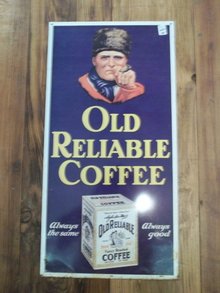 OLD
RELIABLE
COFFEE
Always
the same
Always
good
OLD RELIABLE
COFFEE